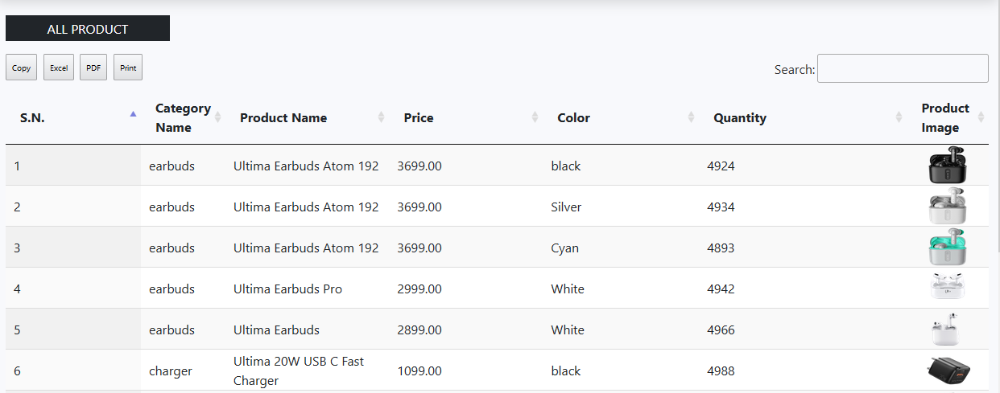 ALL PRODUCT
Copy Excel PDF Print Search:
S.N. Category Name Product Name Price Color Quantity Product Image
1 earbuds Ultima Earbuds Atom 192 3699.00 black 4924
2 earbuds Ultima Earbuds Atom 192 3699.00 Silver 4934
3 earbuds Ultima Earbuds Atom 192 3699.00 Cyan 4893
4 earbuds Ultima Earbuds Pro 2999.00 White 4942
5 earbuds Ultima Earbuds 2899.00 White 4966
6 charger Ultima 20W USB C Fast Charger 1099.00 black 4988